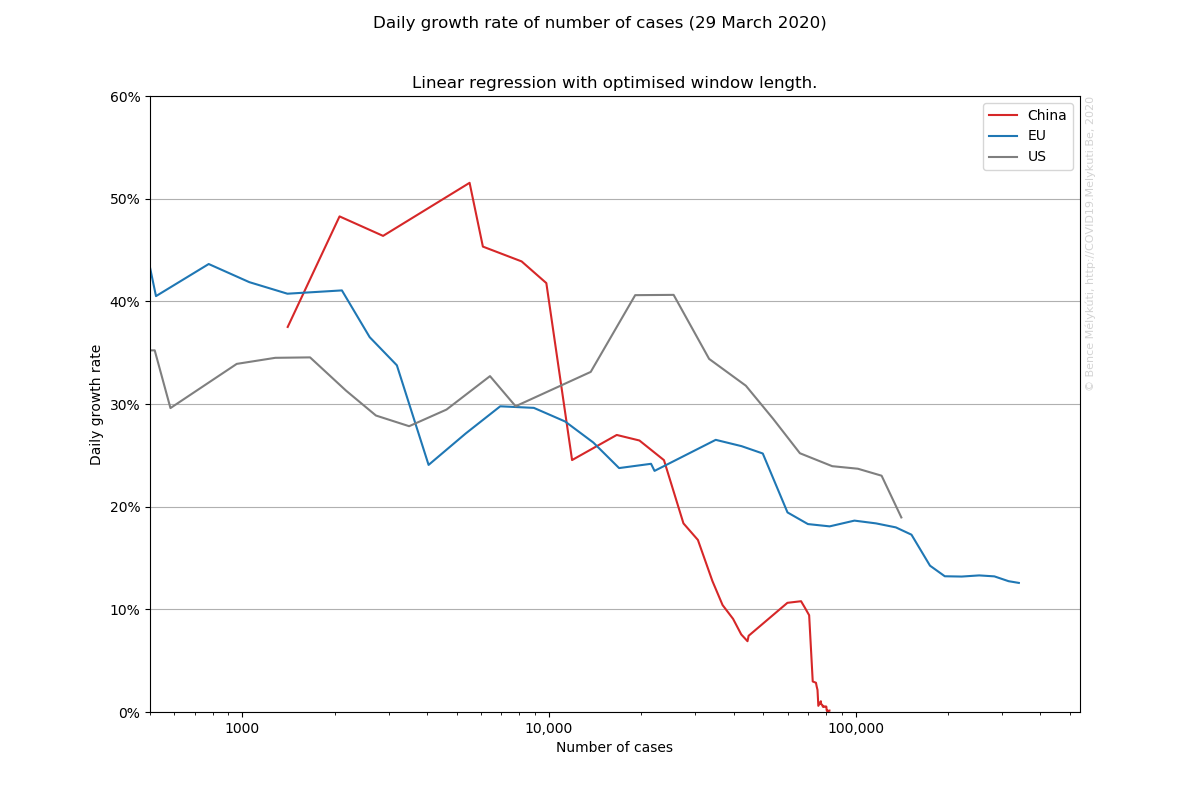 Daily growth rate of number of cases (29 March 2020)
Linear regression with optimised window length.
60%
50%
40%
30%
20%
10%
0%
Daily growth rate
1000
10,000
100,000
Number of cases
China
EU
US
© Bence Mélykúti, http://COVID19.Melykuti.Be, 2020